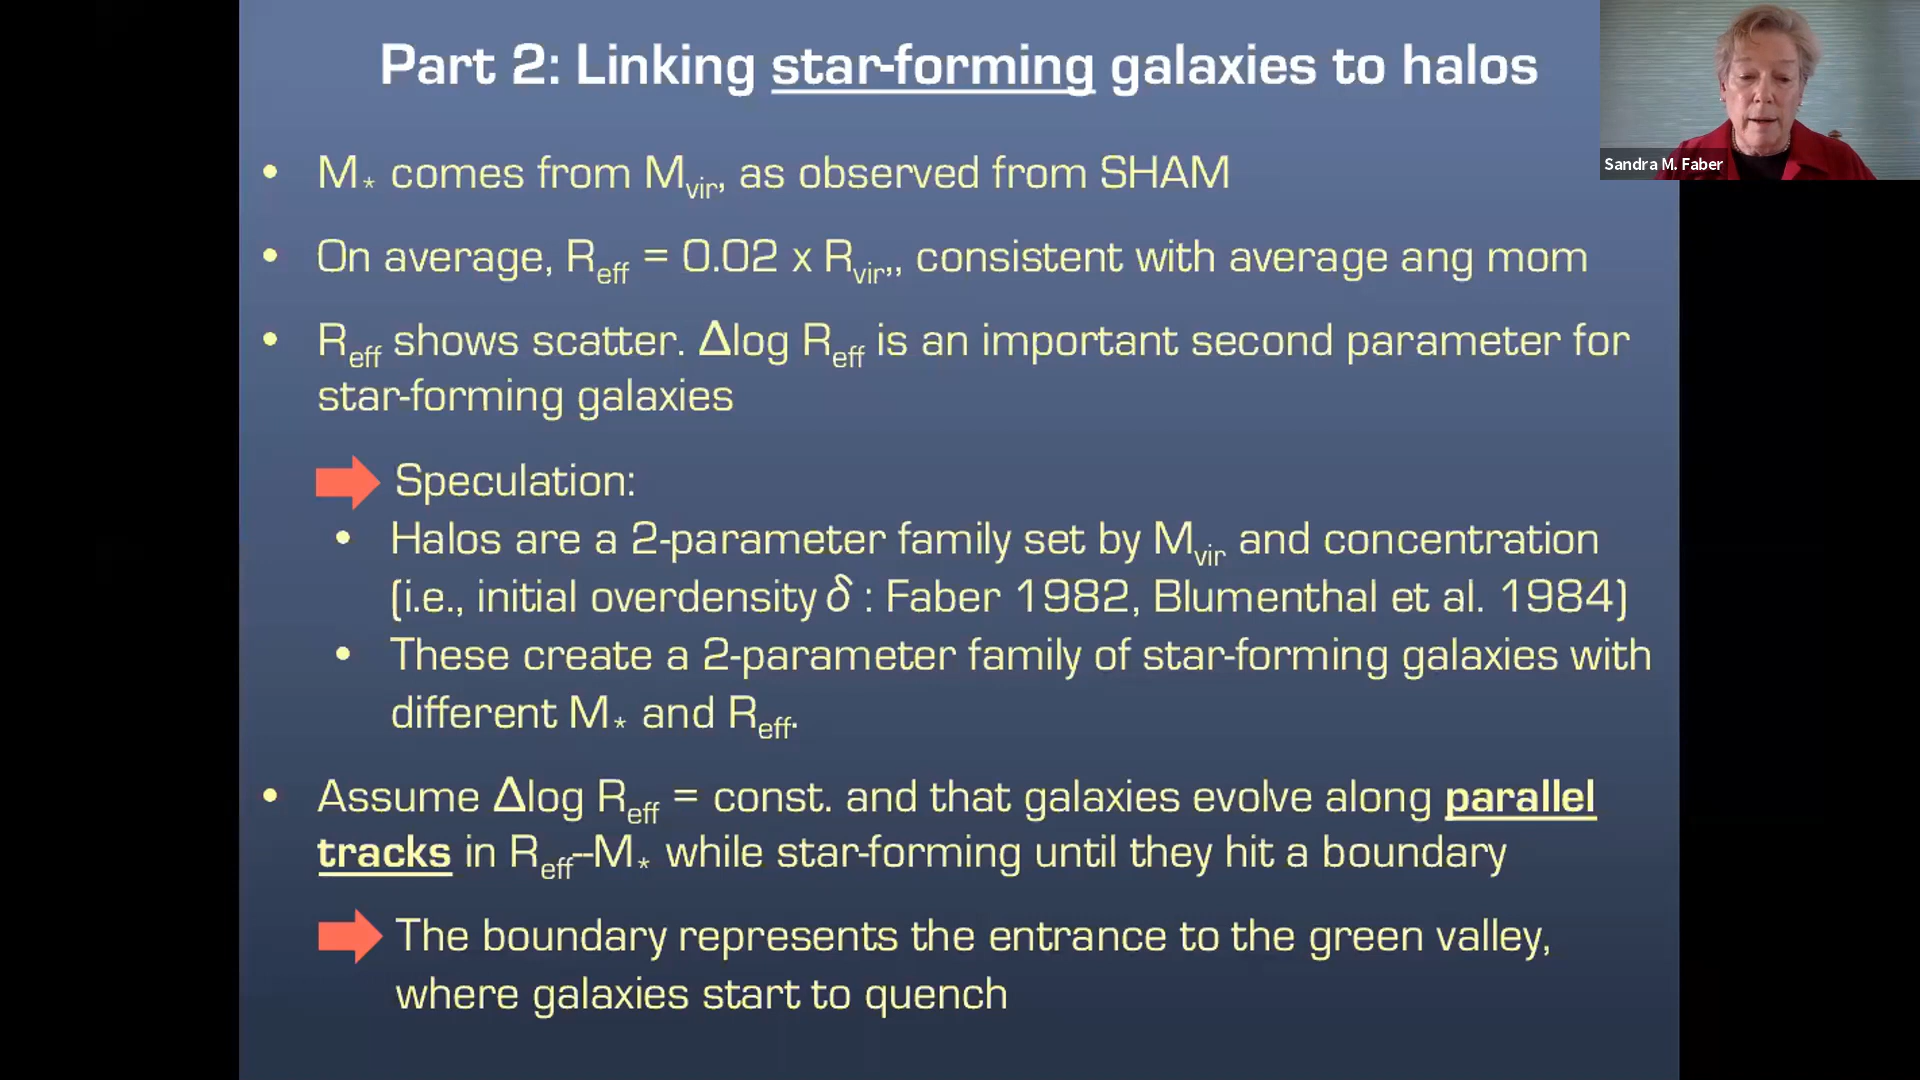 Part 2: Linking star-forming galaxies to halos
Sandra M. Faber
• M* comes from Mvir, as observed from SHAM
• On average, Reff = 0.02 x Rvir,, consistent with average ang mom
• Reff shows scatter. Δlog Reff is an important second parameter for
star-forming galaxies
Speculation:
• Halos are a 2-parameter family set by Mvir and concentration
(i.e., initial overdensity δ : Faber 1982, Blumenthal et al. 1984)
• These create a 2-parameter family of star-forming galaxies with
different M* and Reff.
• Assume Δlog Reff = const. and that galaxies evolve along parallel
tracks in Reff--M* while star-forming until they hit a boundary
The boundary represents the entrance to the green valley,
where galaxies start to quench